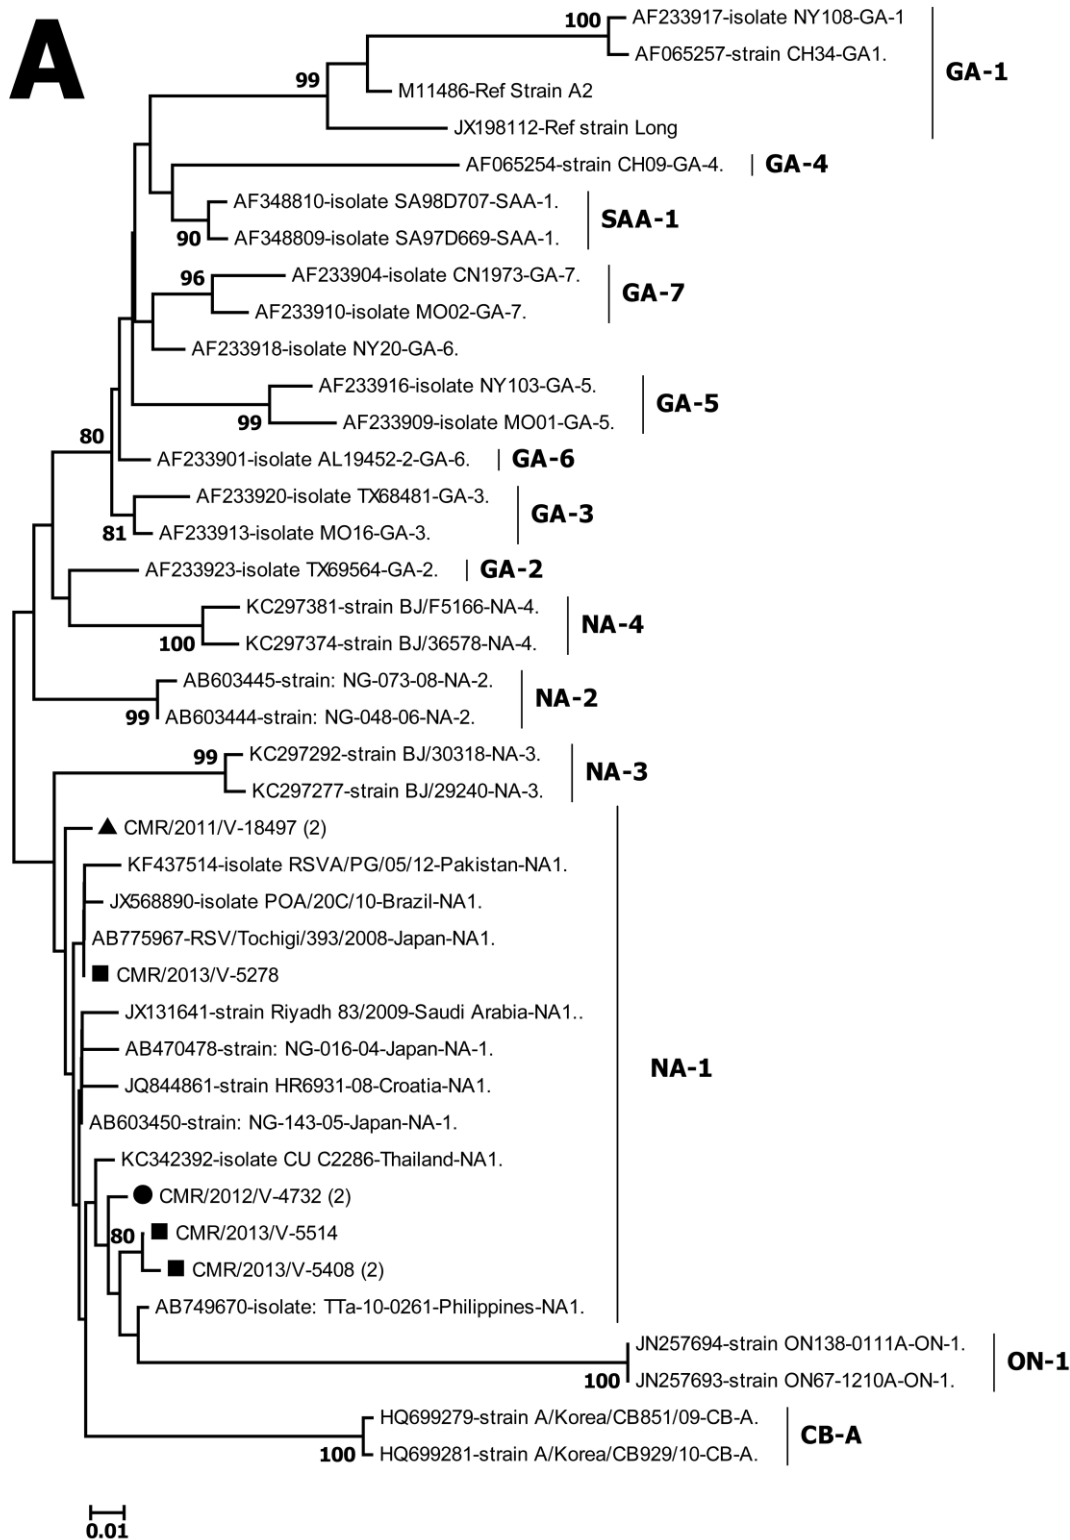 A
100
AF233917-isolate NY108-GA-1
AF065257-strain CH34-GA1.
GA-1
99
M11486-Ref Strain A2
JX198112-Ref strain Long
AF065254-strain CH09-GA-4.
GA-4
AF348810-isolate SA98D707-SAA-1.
SAA-1
90
AF348809-isolate SA97D669-SAA-1.
96
AF233904-isolate CN1973-GA-7.
GA-7
AF233910-isolate MO02-GA-7.
AF233918-isolate NY20-GA-6.
AF233916-isolate NY103-GA-5.
GA-5
99
AF233909-isolate MO01-GA-5.
80
AF233901-isolate AL19452-2-GA-6.
GA-6
AF233920-isolate TX68481-GA-3.
GA-3
81
AF233913-isolate MO16-GA-3.
AF233923-isolate TX69564-GA-2.
GA-2
KC297381-strain BJ/F5166-NA-4.
NA-4
100
KC297374-strain BJ/36578-NA-4.
AB603445-strain: NG-073-08-NA-2.
NA-2
99
AB603444-strain: NG-048-06-NA-2.
99
KC297292-strain BJ/30318-NA-3.
NA-3
KC297277-strain BJ/29240-NA-3.
CMR/2011/V-18497 (2)
KF437514-isolate RSVA/PG/05/12-Pakistan-NA1.
JX568890-isolate POA/20C/10-Brazil-NA1.
AB775967-RSV/Tochigi/393/2008-Japan-NA1.
CMR/2013/V-5278
JX131641-strain Riyadh 83/2009-Saudi Arabia-NA1..
AB470478-strain: NG-016-04-Japan-NA-1.
NA-1
JQ844861-strain HR6931-08-Croatia-NA1.
AB603450-strain: NG-143-05-Japan-NA-1.
KC342392-isolate CU C2286-Thailand-NA1.
CMR/2012/V-4732 (2)
80
CMR/2013/V-5514
CMR/2013/V-5408 (2)
AB749670-isolate: TTa-10-0261-Philippines-NA1.
JN257694-strain ON138-0111A-ON-1.
ON-1
100
JN257693-strain ON67-1210A-ON-1.
HQ699279-strain A/Korea/CB851/09-CB-A.
CB-A
100
HQ699281-strain A/Korea/CB929/10-CB-A.
0.01